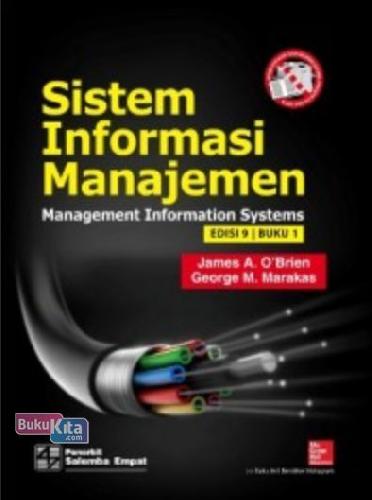 Sistem
Informasi
Manajemen
Management Information Systems
EDISI 9 | BUKU 1
James A. O'Brien
George M. Marakas
BukuKita
.com
Penerbit
Salemba Empat
Mc
Graw
Hill
Education